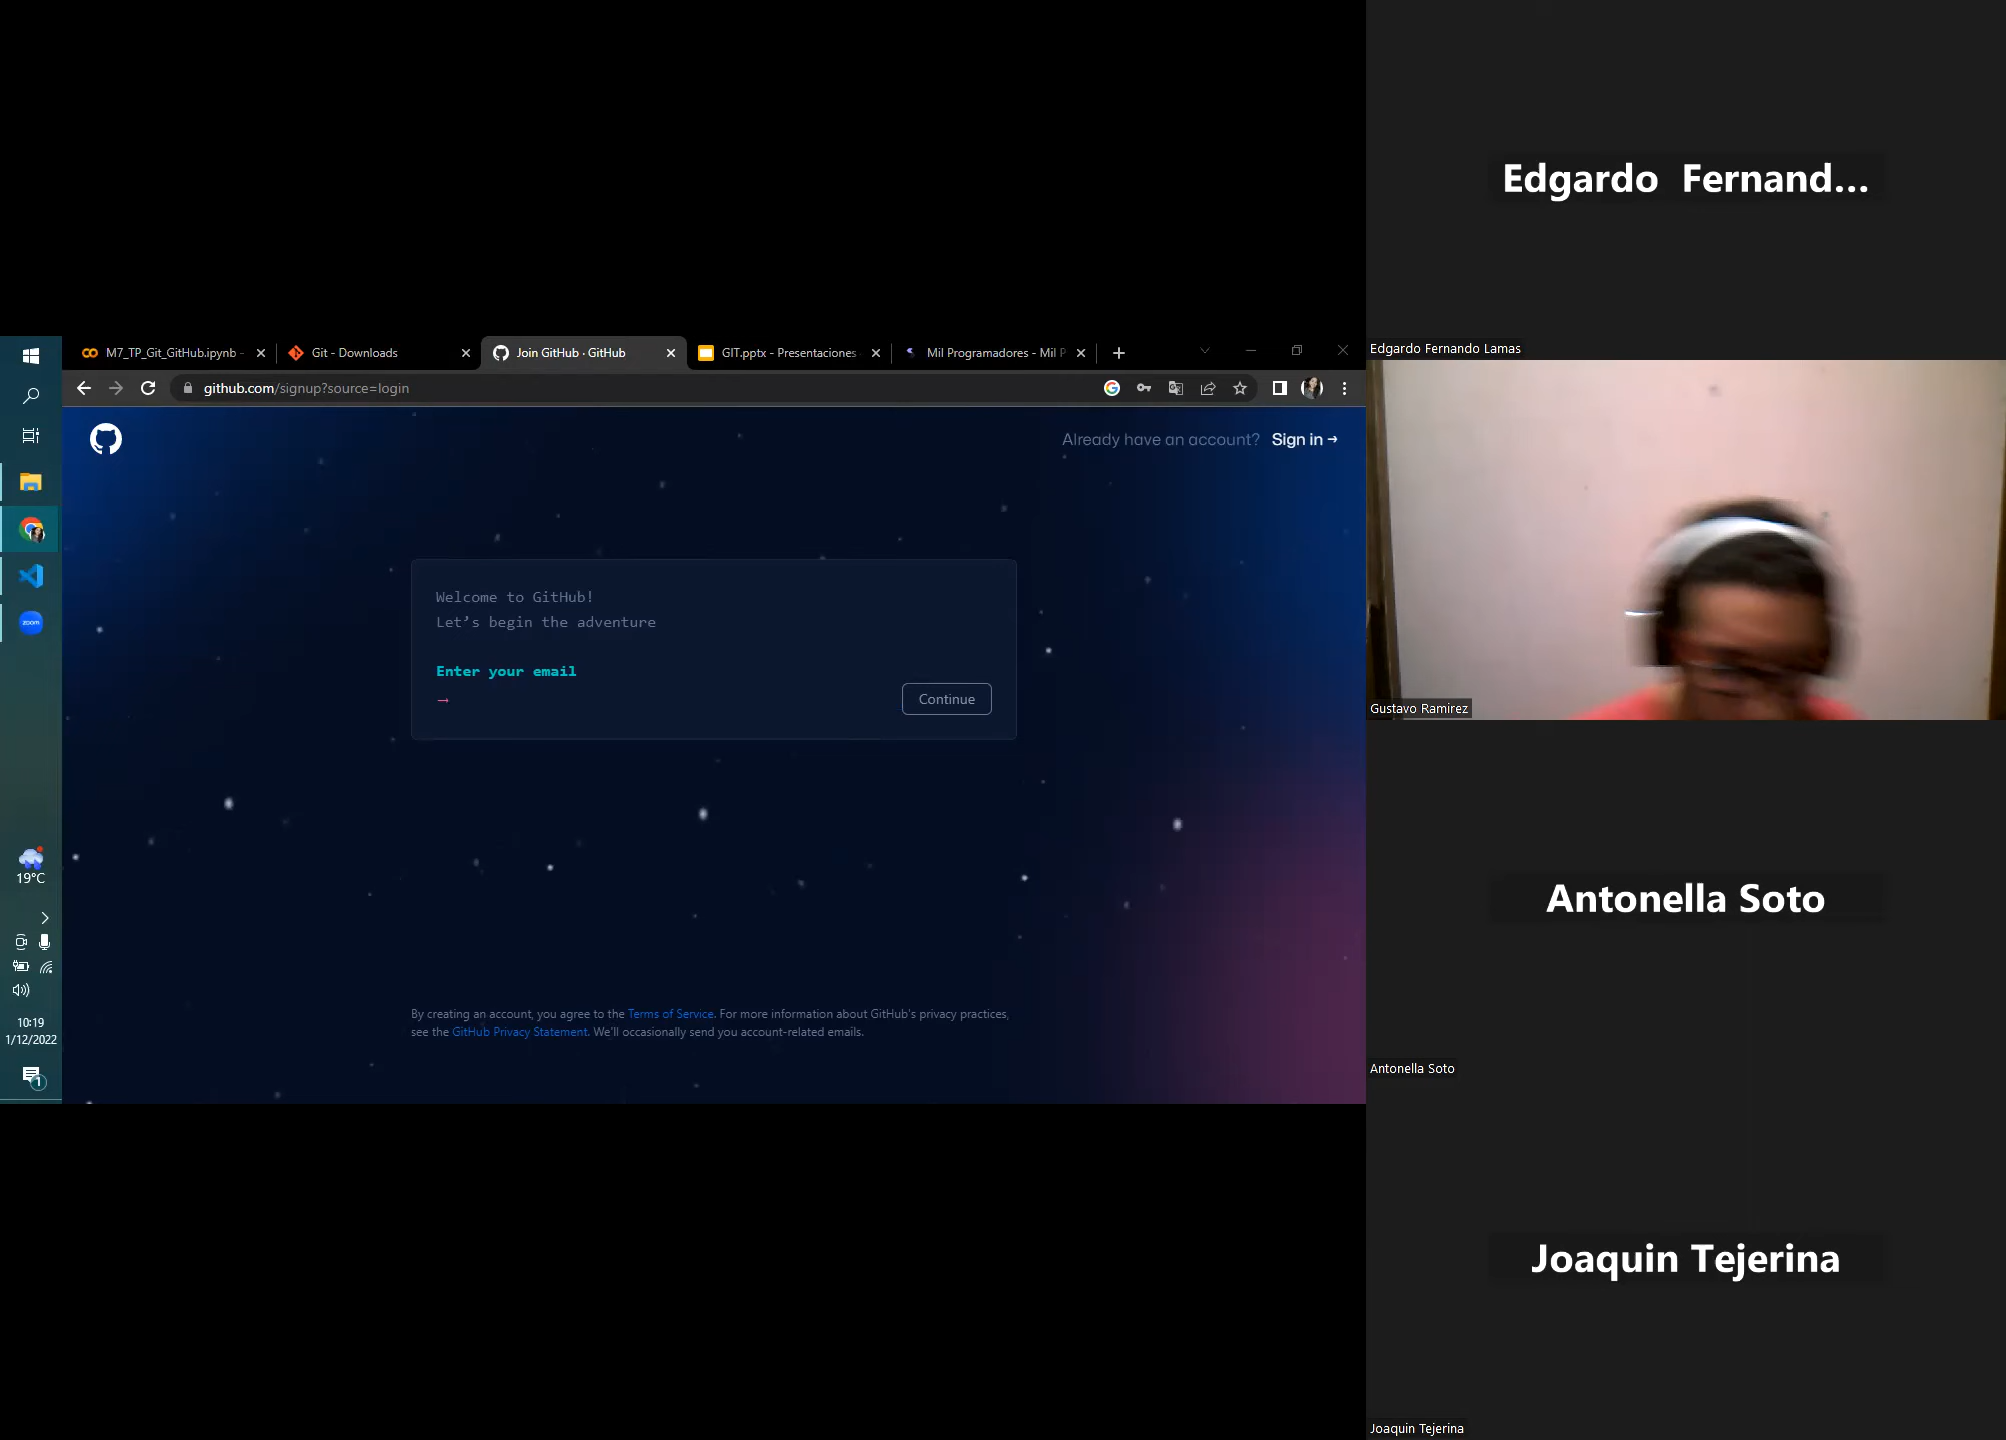 M7_TP_Git_GitHub.ipynb -
Git - Downloads
Join GitHub · GitHub
GIT.pptx - Presentaciones
Mil Programadores - Mil P
github.com/signup?source=login
Already have an account? Sign in →
Welcome to GitHub!
Let's begin the adventure
Enter your email
→
Continue
By creating an account, you agree to the Terms of Service. For more information about GitHub's privacy practices,
see the GitHub Privacy Statement. We'll occasionally send you account-related emails.
zoom
19°C
10:19
1/12/2022
1
Edgardo Fernand...
Edgardo Fernando Lamas
Gustavo Ramirez
Antonella Soto
Antonella Soto
Joaquin Tejerina
Joaquin Tejerina